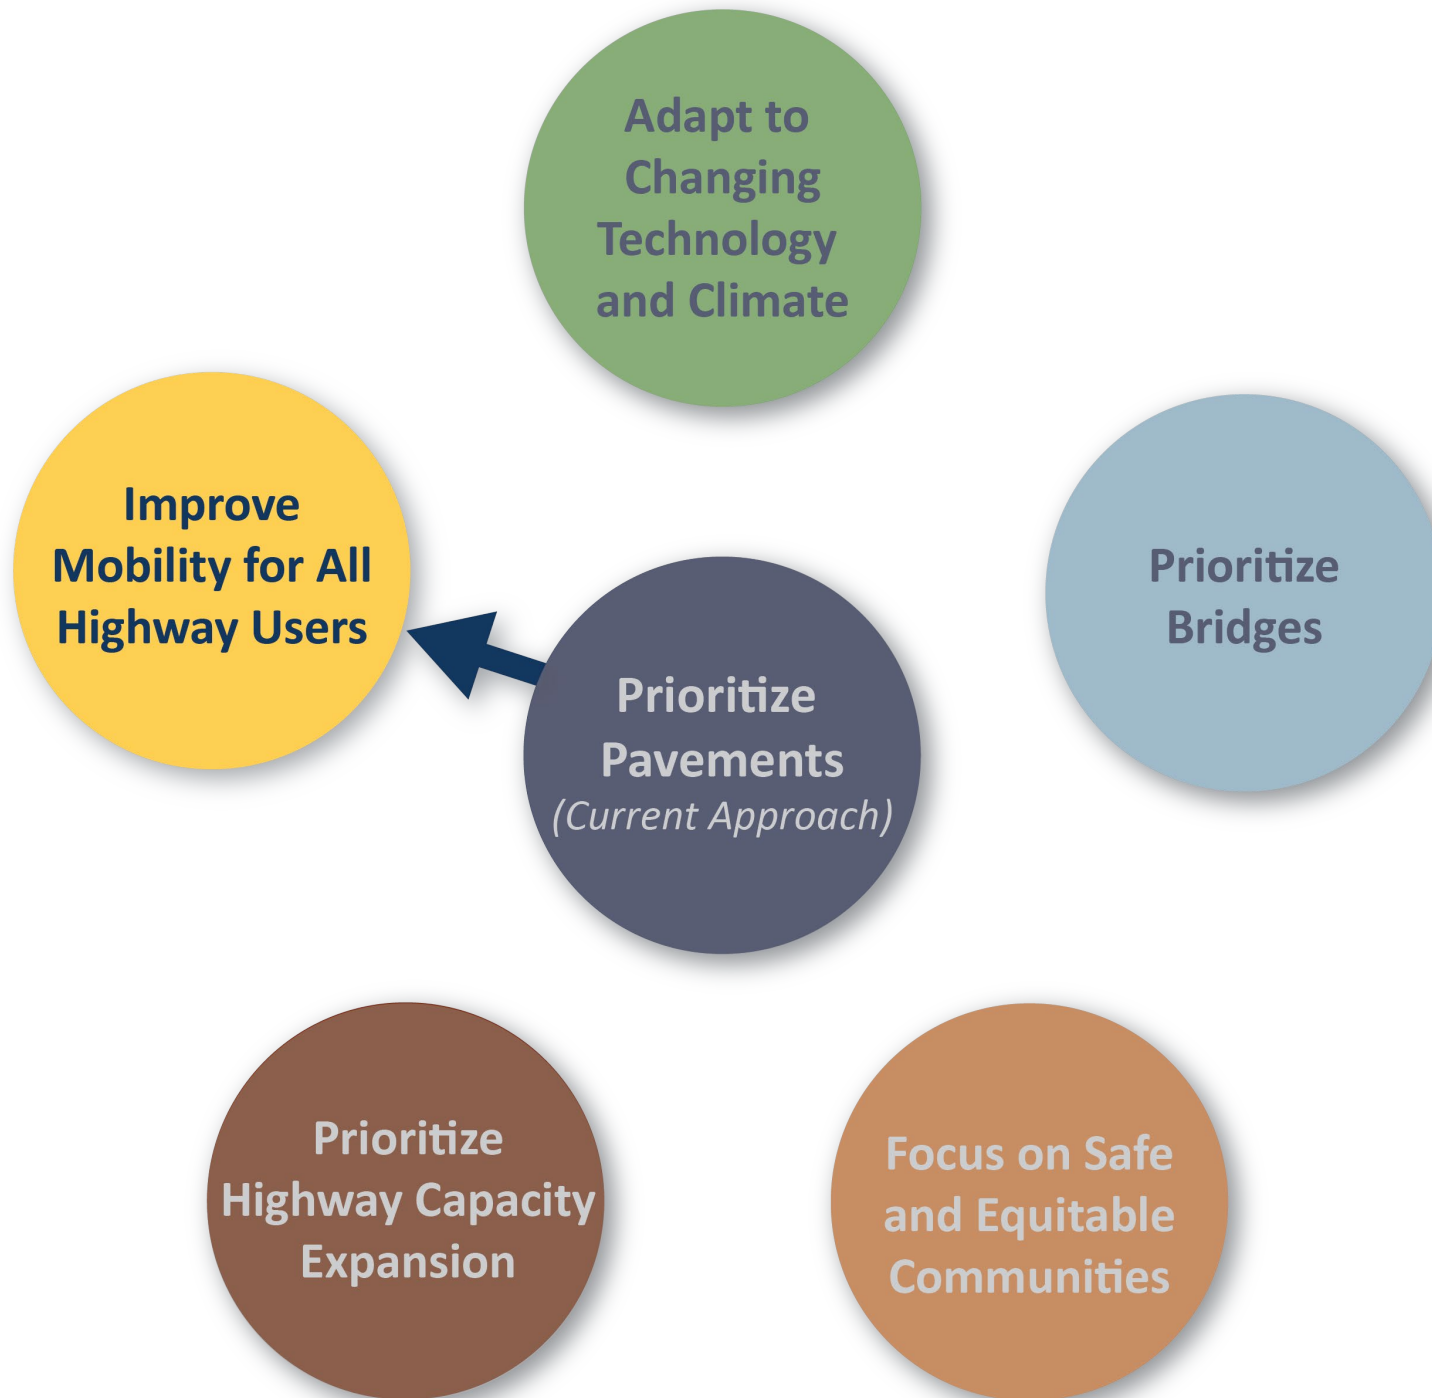 Adapt to
Changing
Technology
and Climate
Improve
Mobility for All
Highway Users
Prioritize
Bridges
Prioritize
Pavements
(Current Approach)
Prioritize
Highway Capacity
Expansion
Focus on Safe
and Equitable
Communities